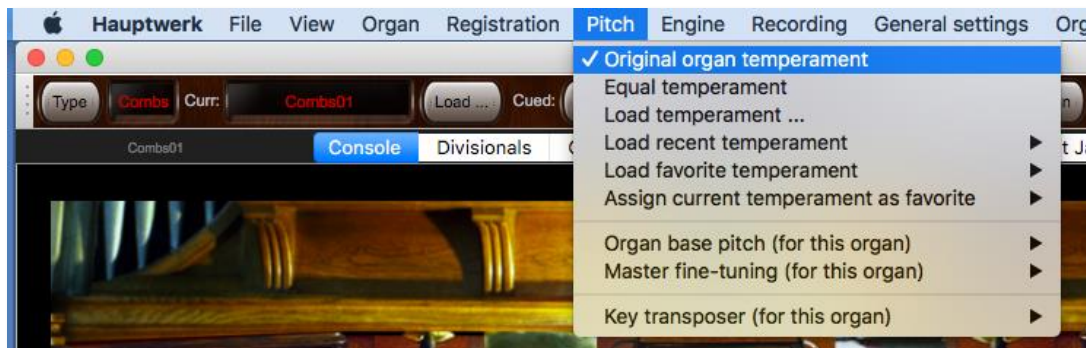 Hauptwerk File View Organ Registration Pitch Engine Recording General settings Org
✓ Original organ temperament
Equal temperament
Load temperament ...
Load recent temperament
Load favorite temperament
Assign current temperament as favorite
Organ base pitch (for this organ)
Master fine-tuning (for this organ)
Key transposer (for this organ)
Type Combs Curr: Combs01 Load ... Cued:
Combs01 Console Divisionals